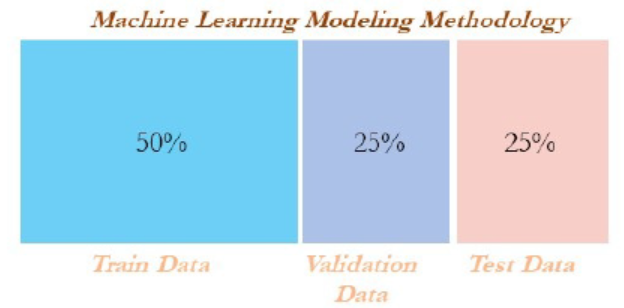 Machine Learning Modeling Methodology
50%
25%
25%
Train Data
Validation
Data
Test Data